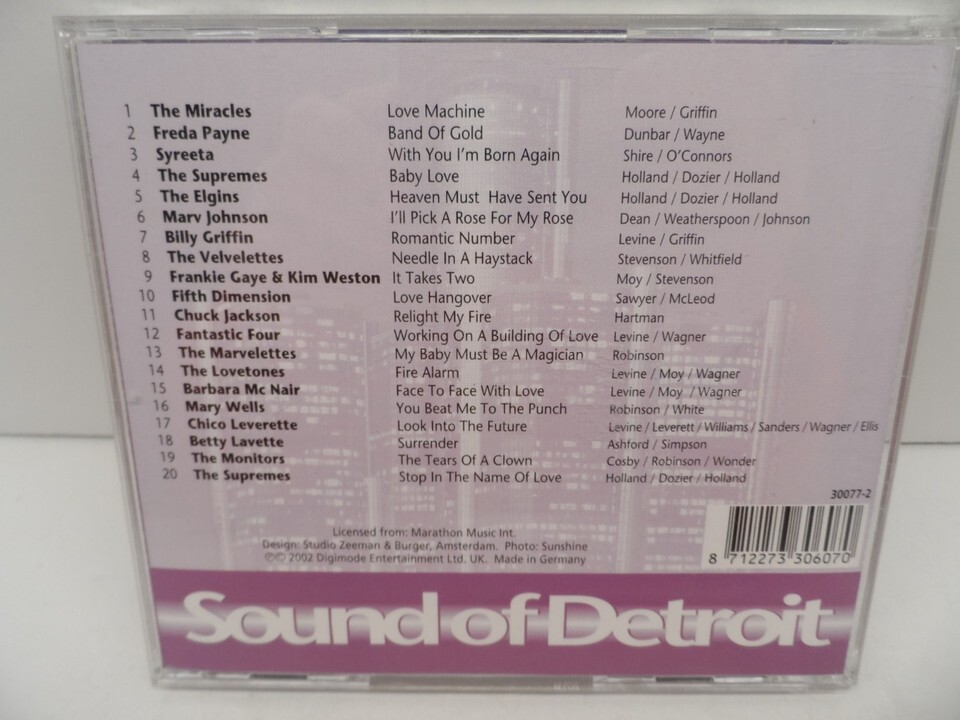 1 The Miracles Love Machine Moore / Griffin
2 Freda Payne Band Of Gold Dunbar / Wayne
3 Syreeta With You I'm Born Again Shire / O'Connors
4 The Supremes Baby Love Holland / Dozier / Holland
5 The Elgins Heaven Must Have Sent You Holland / Dozier / Holland
6 Marv Johnson I'll Pick A Rose For My Rose Dean / Weatherspoon / Johnson
7 Billy Griffin Romantic Number Levine / Griffin
8 The Velvelettes Needle In A Haystack Stevenson / Whitfield
9 Frankie Gaye & Kim Weston It Takes Two Moy / Stevenson
10 Fifth Dimension Love Hangover Sawyer / McLeod
11 Chuck Jackson Relight My Fire Hartman
12 Fantastic Four Working On A Building Of Love Levine / Wagner
13 The Marvelettes My Baby Must Be A Magician Robinson
14 The Lovetones Fire Alarm Levine / Moy / Wagner
15 Barbara Mc Nair Face To Face With Love Levine / Moy / Wagner
16 Mary Wells You Beat Me To The Punch Robinson / White
17 Chico Leverette Look Into The Future Levine / Leverett / Williams / Sanders / Wagner / Ellis
18 Betty Lavette Surrender Ashford / Simpson
19 The Monitors The Tears Of A Clown Cosby / Robinson / Wonder
20 The Supremes Stop In The Name Of Love Holland / Dozier / Holland
30077-2
Licensed from: Marathon Music Int.
Design: Studio Zeeman & Burger, Amsterdam. Photo: Sunshine
℗© 2002 Digimode Entertainment Ltd. UK. Made in Germany
8 712273 306070
Sound of Detroit